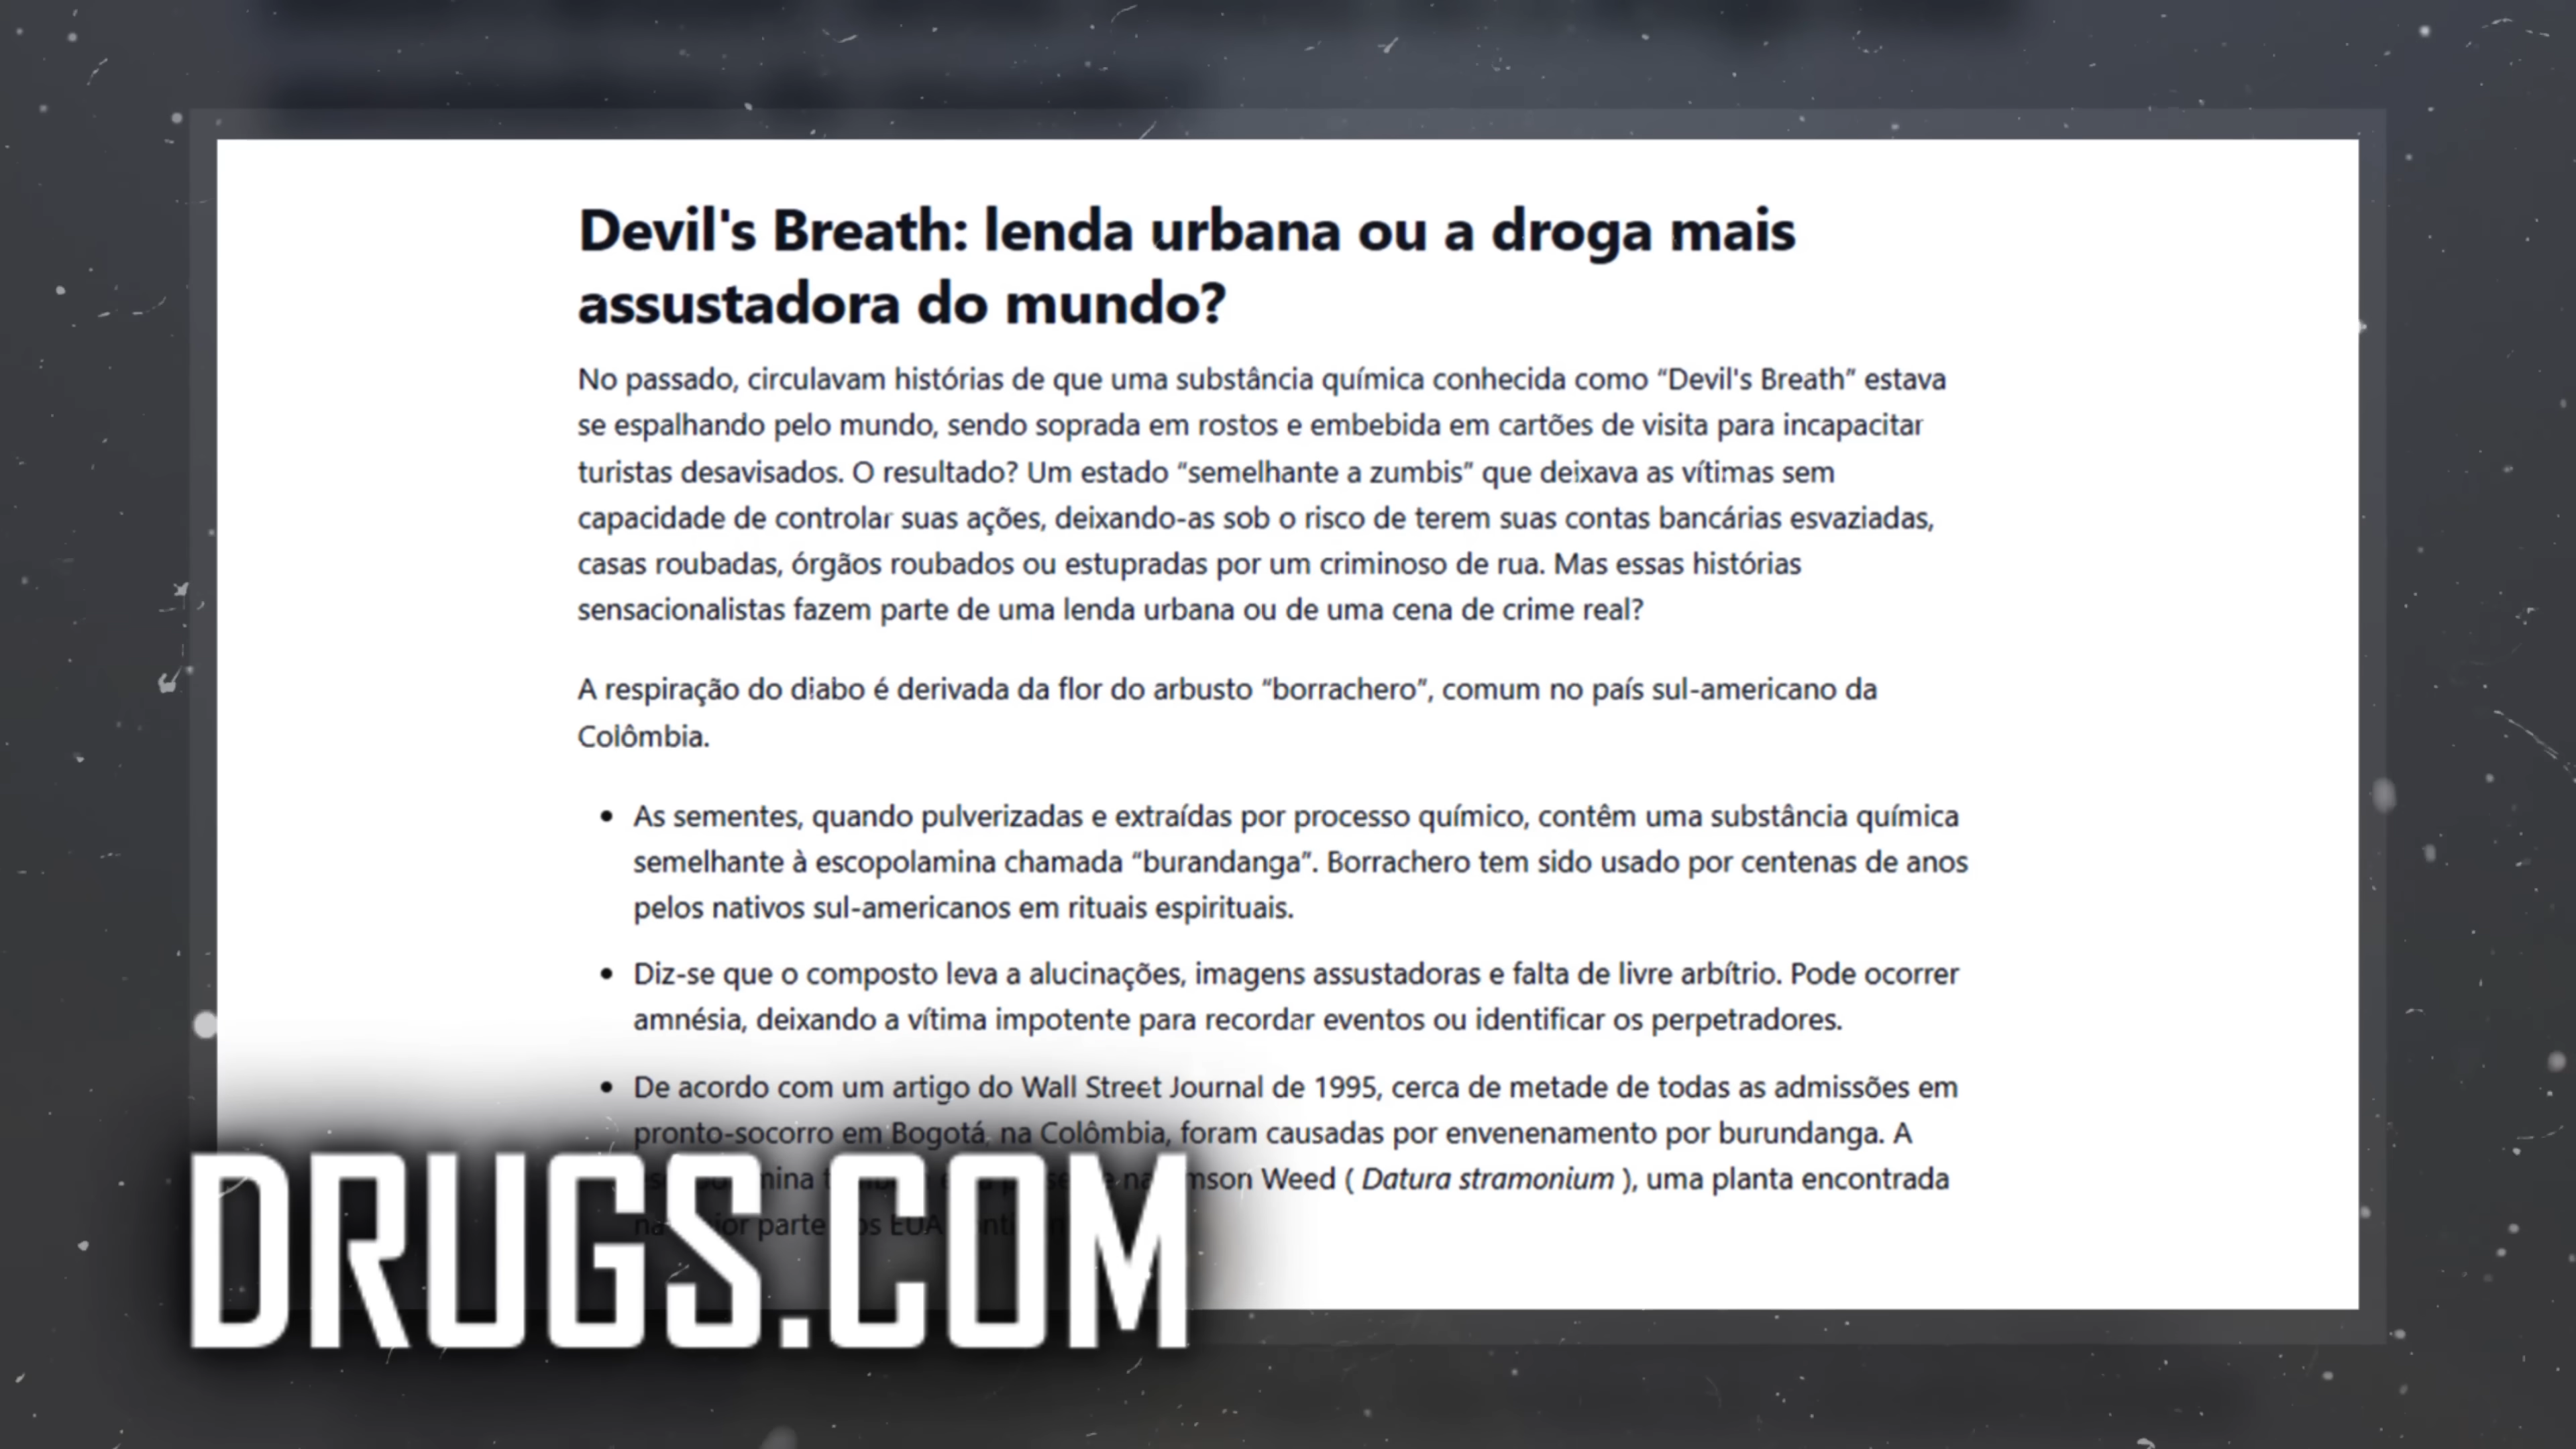 Devil's Breath: lenda urbana ou a droga mais
assustadora do mundo?
No passado, circulavam histórias de que uma substância química conhecida como “Devil's Breath” estava
se espalhando pelo mundo, sendo soprada em rostos e embebida em cartões de visita para incapacitar
turistas desavisados. O resultado? Um estado “semelhante a zumbis” que deixava as vítimas sem
capacidade de controlar suas ações, deixando-as sob o risco de terem suas contas bancárias esvaziadas,
casas roubadas, órgãos roubados ou estupradas por um criminoso de rua. Mas essas histórias
sensacionalistas fazem parte de uma lenda urbana ou de uma cena de crime real?
A respiração do diabo é derivada da flor do arbusto “borrachero”, comum no país sul-americano da
Colômbia.
• As sementes, quando pulverizadas e extraídas por processo químico, contêm uma substância química
semelhante à escopolamina chamada “burandanga”. Borrachero tem sido usado por centenas de anos
pelos nativos sul-americanos em rituais espirituais.
• Diz-se que o composto leva a alucinações, imagens assustadoras e falta de livre arbítrio. Pode ocorrer
amnésia, deixando a vítima impotente para recordar eventos ou identificar os perpetradores.
• De acordo com um artigo do Wall Street Journal de 1995, cerca de metade de todas as admissões em
pronto-socorro em Bogotá, na Colômbia, foram causadas por envenenamento por burundanga. A
Weed ( Datura stramonium ), uma planta encontrada
parte EUA
DRUGS.COM